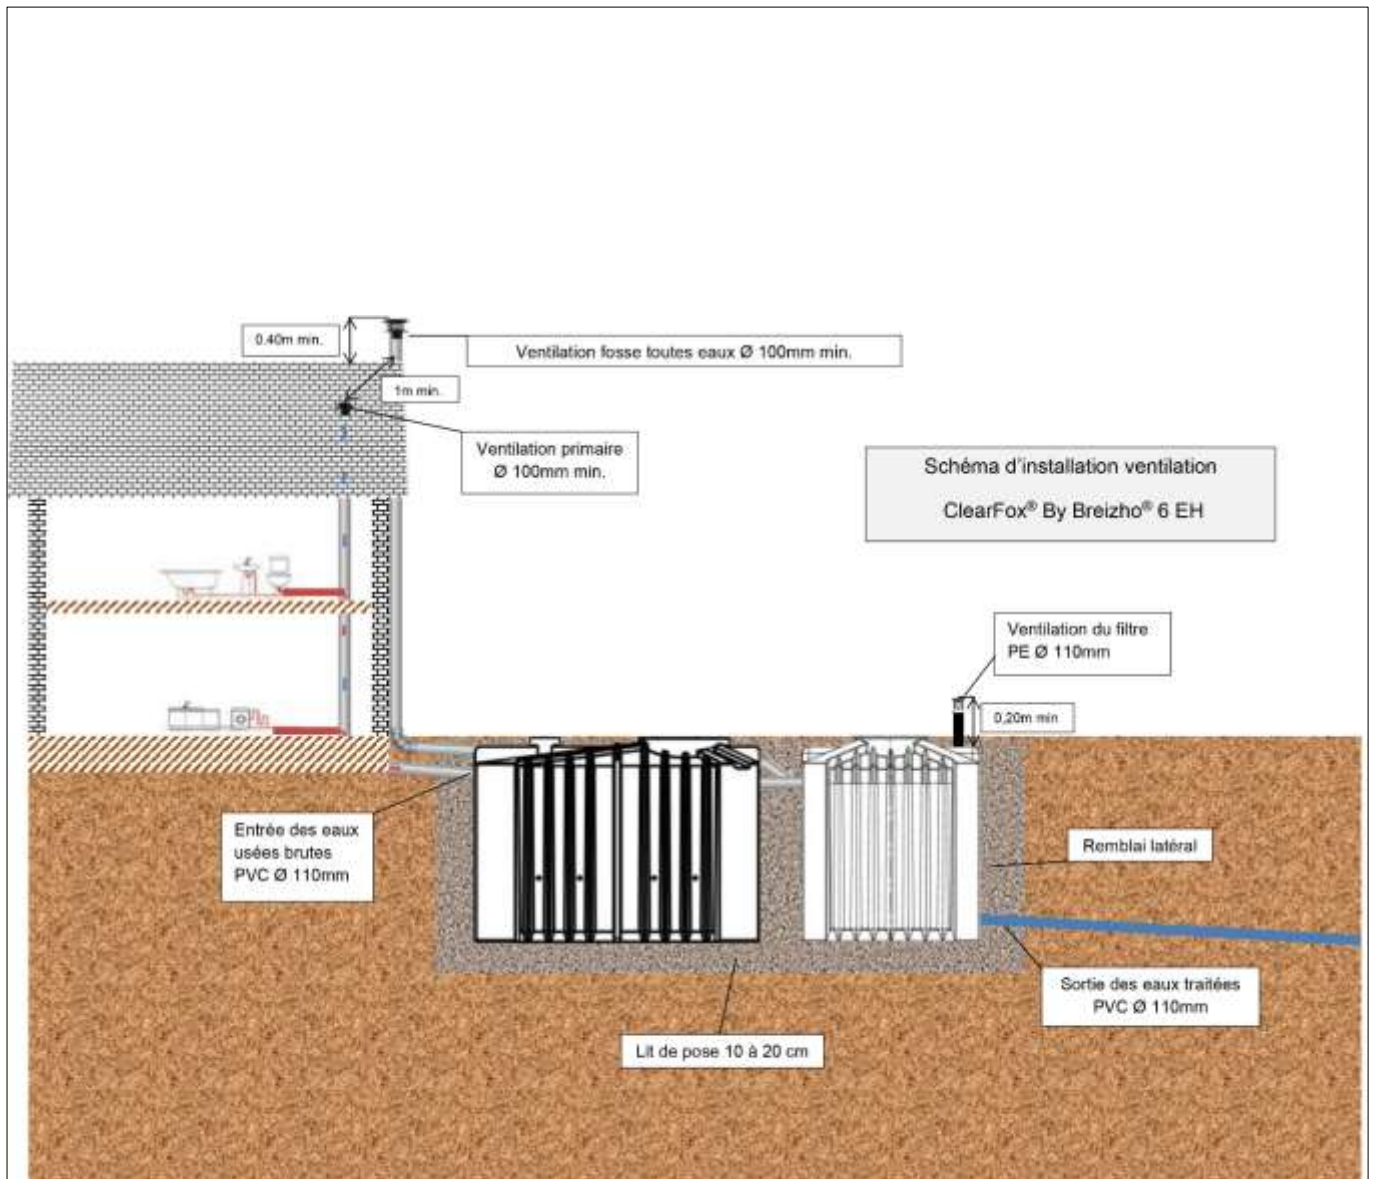 0.40m min.
Ventilation fosse toutes eaux Ø 100mm min.
1m min.
Ventilation primaire
Ø 100mm min.
Schéma d'installation ventilation
ClearFox® By Breizho® 6 EH
Ventilation du filtre
PE Ø 110mm
0,20m min
Entrée des eaux
usées brutes
PVC Ø 110mm
Remblai latéral
Sortie des eaux traitées
PVC Ø 110mm
Lit de pose 10 à 20 cm